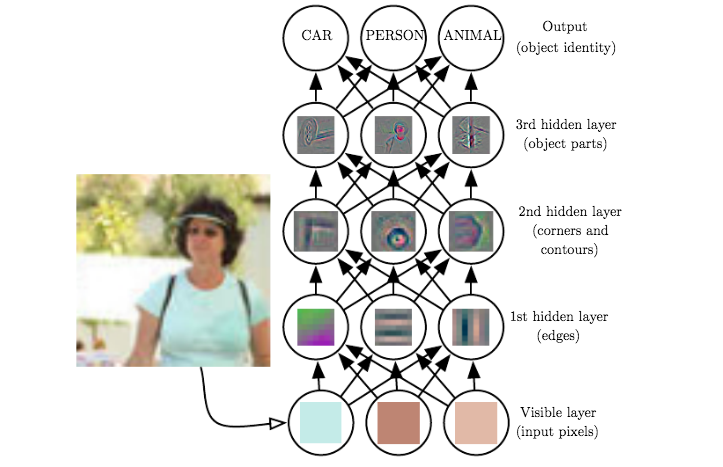 CAR PERSON ANIMAL
Output
(object identity)
3rd hidden layer
(object parts)
2nd hidden layer
(corners and
contours)
1st hidden layer
(edges)
Visible layer
(input pixels)